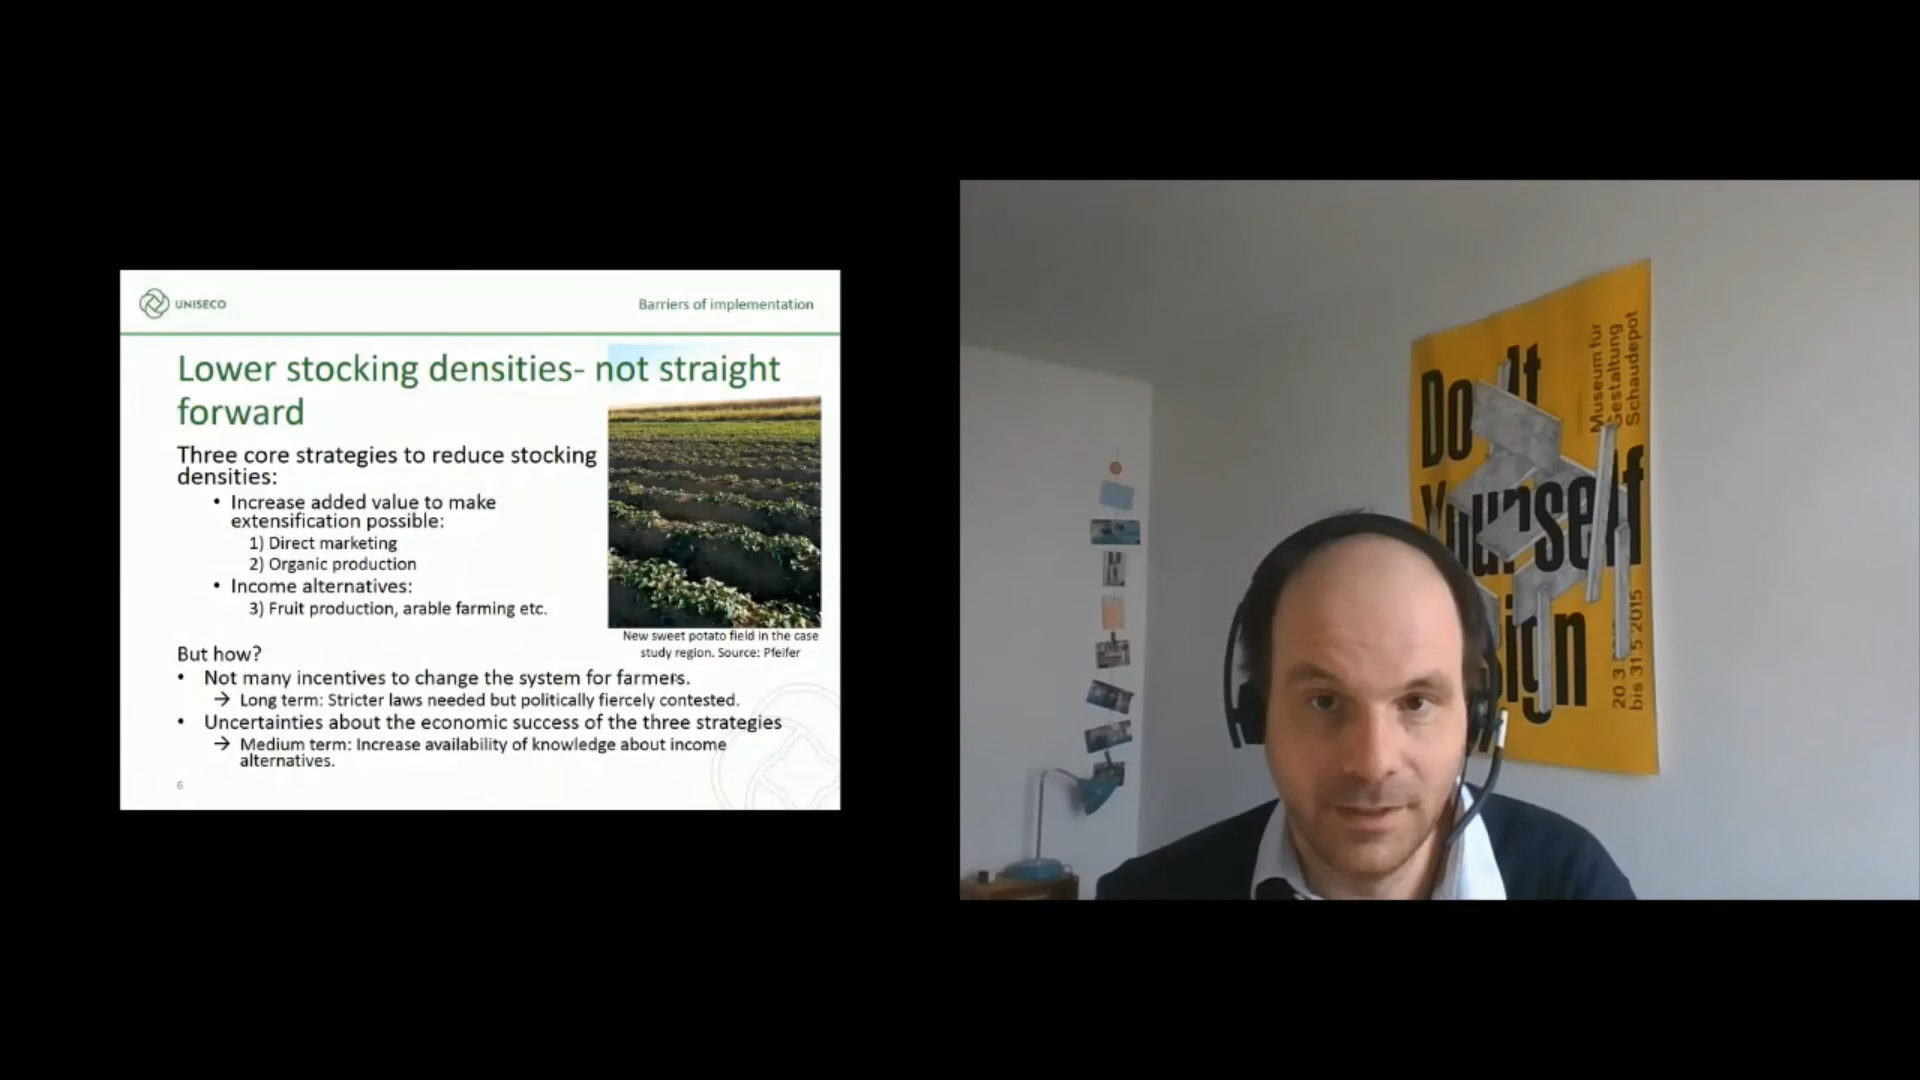 UNISECO
Barriers of implementation
Lower stocking densities- not straight
forward
Three core strategies to reduce stocking
densities:
• Increase added value to make
extensification possible:
1) Direct marketing
2) Organic production
• Income alternatives:
3) Fruit production, arable farming etc.
New sweet potato field in the case
study region. Source: Pfeifer
But how?
• Not many incentives to change the system for farmers.
→ Long term: Stricter laws needed but politically fiercely contested.
• Uncertainties about the economic success of the three strategies
→ Medium term: Increase availability of knowledge about income
alternatives.
6
Do It
Yourself
Museum für
Gestaltung
Schaudepot
bis 31.5.2015